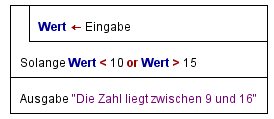 Wert ← Eingabe
Solange Wert < 10 or Wert > 15
Ausgabe "Die Zahl liegt zwischen 9 und 16"